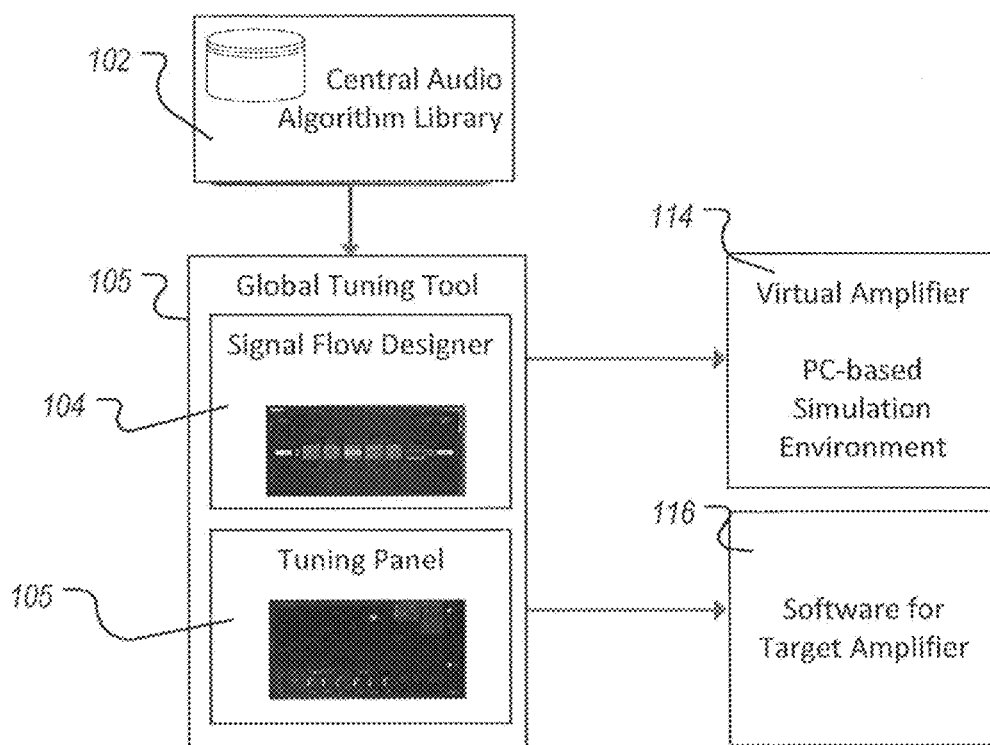 102
Central Audio
Algorithm Library
114
105
Global Tuning Tool
Virtual Amplifier
Signal Flow Designer
PC-based
Simulation
Environment
104
116
Tuning Panel
106
Software for
Target Amplifier